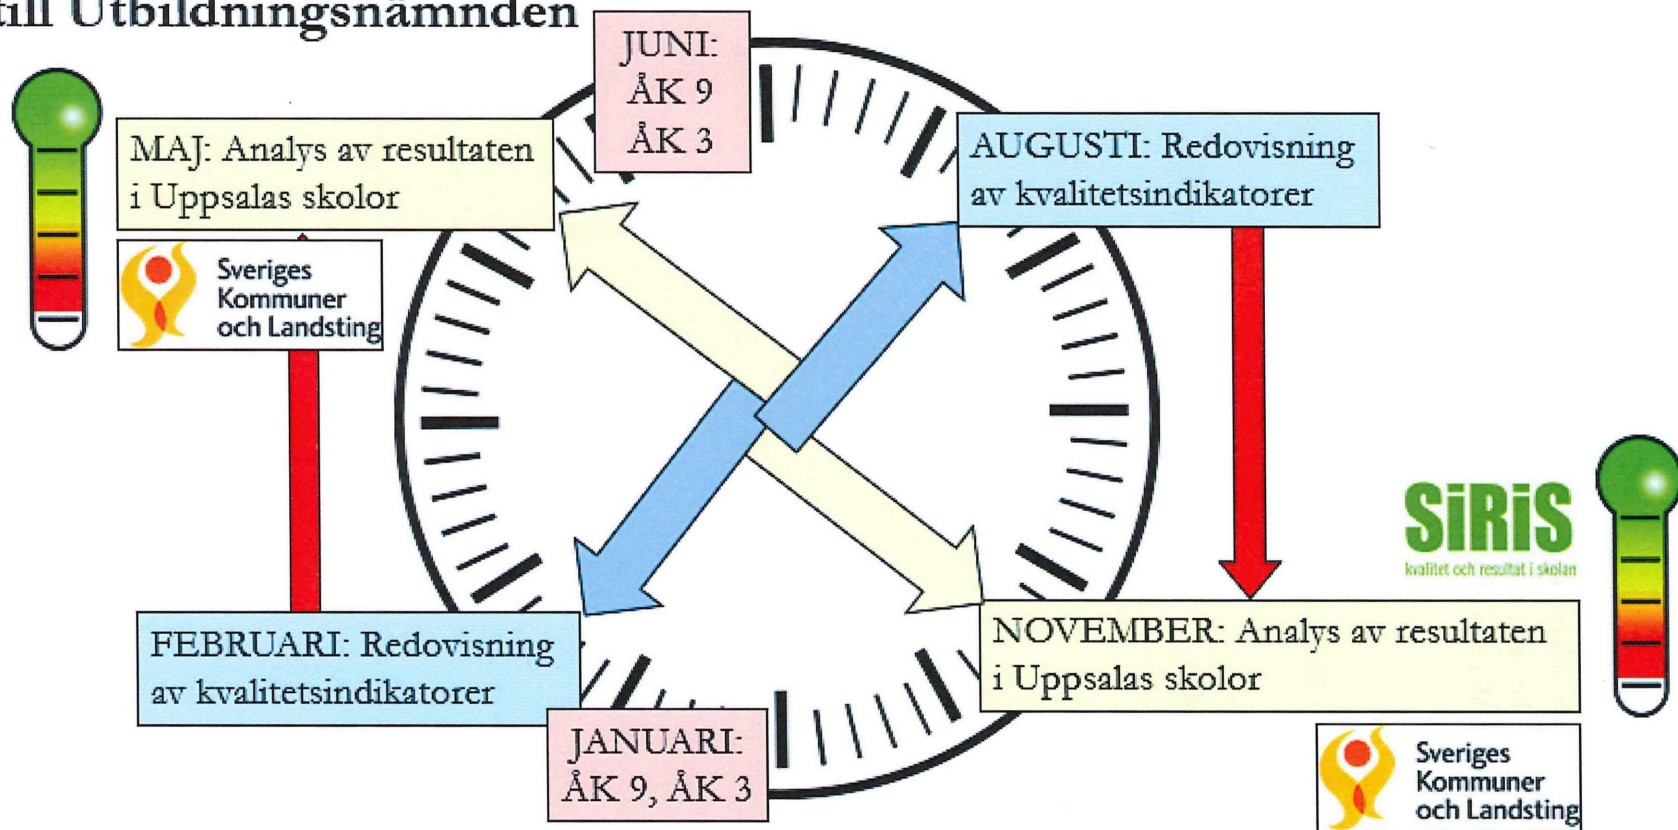 till Utbildningsnämnden
JUNI:
ÅK 9
ÅK 3
MAJ: Analys av resultaten
i Uppsalas skolor
AUGUSTI: Redovisning
av kvalitetsindikatorer
Sveriges
Kommuner
och Landsting
SiRiS
kvalitet och resultat i skolan
FEBRUARI: Redovisning
av kvalitetsindikatorer
NOVEMBER: Analys av resultaten
i Uppsalas skolor
JANUARI:
ÅK 9, ÅK 3
Sveriges
Kommuner
och Landsting